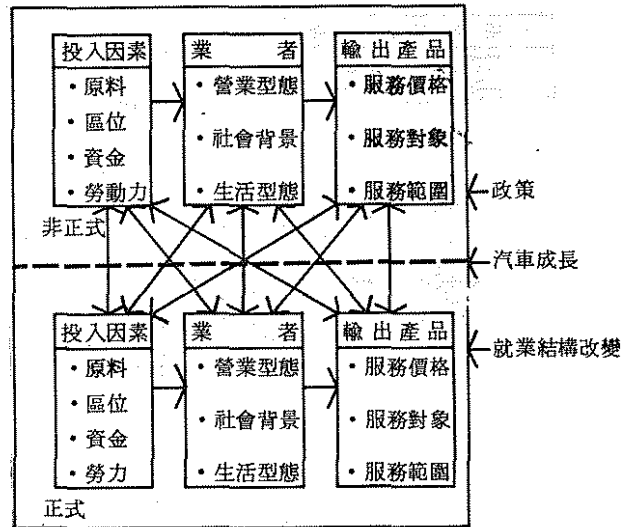 投入因素
・原料
・區位
・資金
・勞動力
業者
・營業型態
・社會背景
・生活型態
輸出產品
・服務價格
・服務對象
・服務範圍
政策
非正式
汽車成長
投入因素
・原料
・區位
・資金
・勞力
業者
・營業型態
・社會背景
・生活型態
輸出產品
・服務價格
・服務對象
・服務範圍
就業結構改變
正式